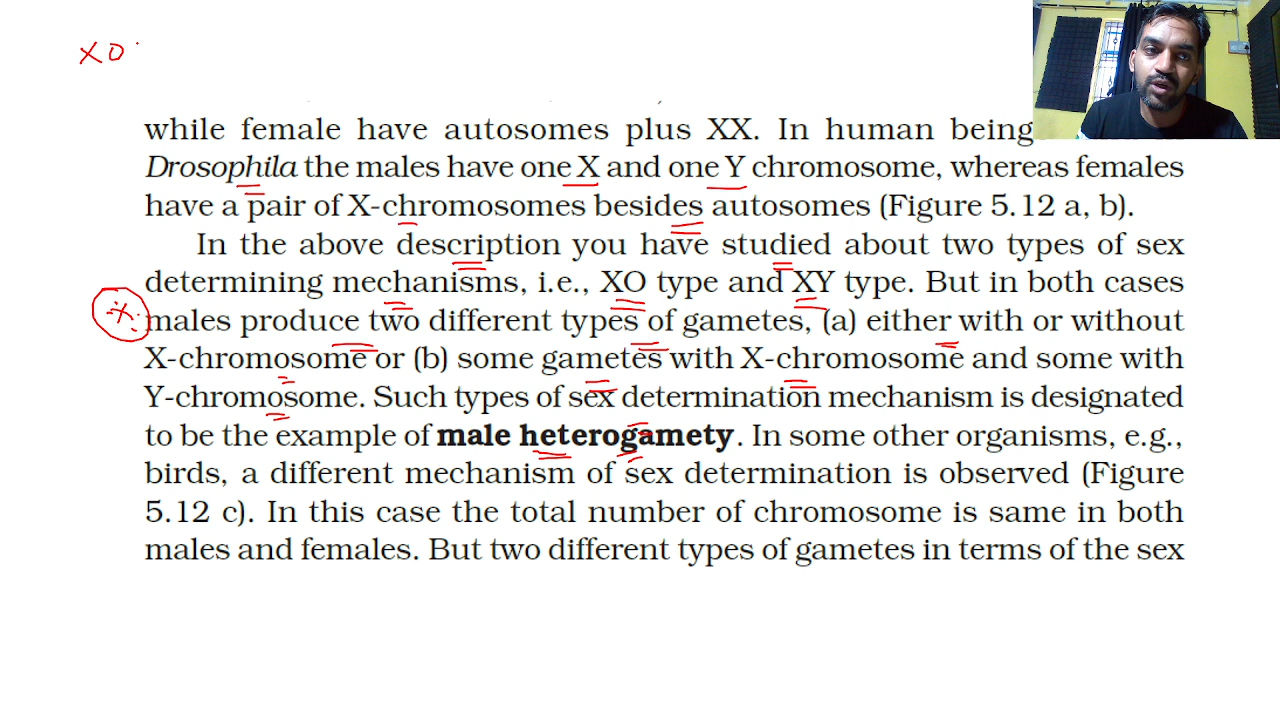 XO
while female have autosomes plus XX. In human being
Drosophila the males have one X and one Y chromosome, whereas females
have a pair of X-chromosomes besides autosomes (Figure 5.12 a, b).
In the above description you have studied about two types of sex
determining mechanisms, i.e., XO type and XY type. But in both cases
males produce two different types of gametes, (a) either with or without
X-chromosome or (b) some gametes with X-chromosome and some with
Y-chromosome. Such types of sex determination mechanism is designated
to be the example of male heterogamety. In some other organisms, e.g.,
birds, a different mechanism of sex determination is observed (Figure
5.12 c). In this case the total number of chromosome is same in both
males and females. But two different types of gametes in terms of the sex